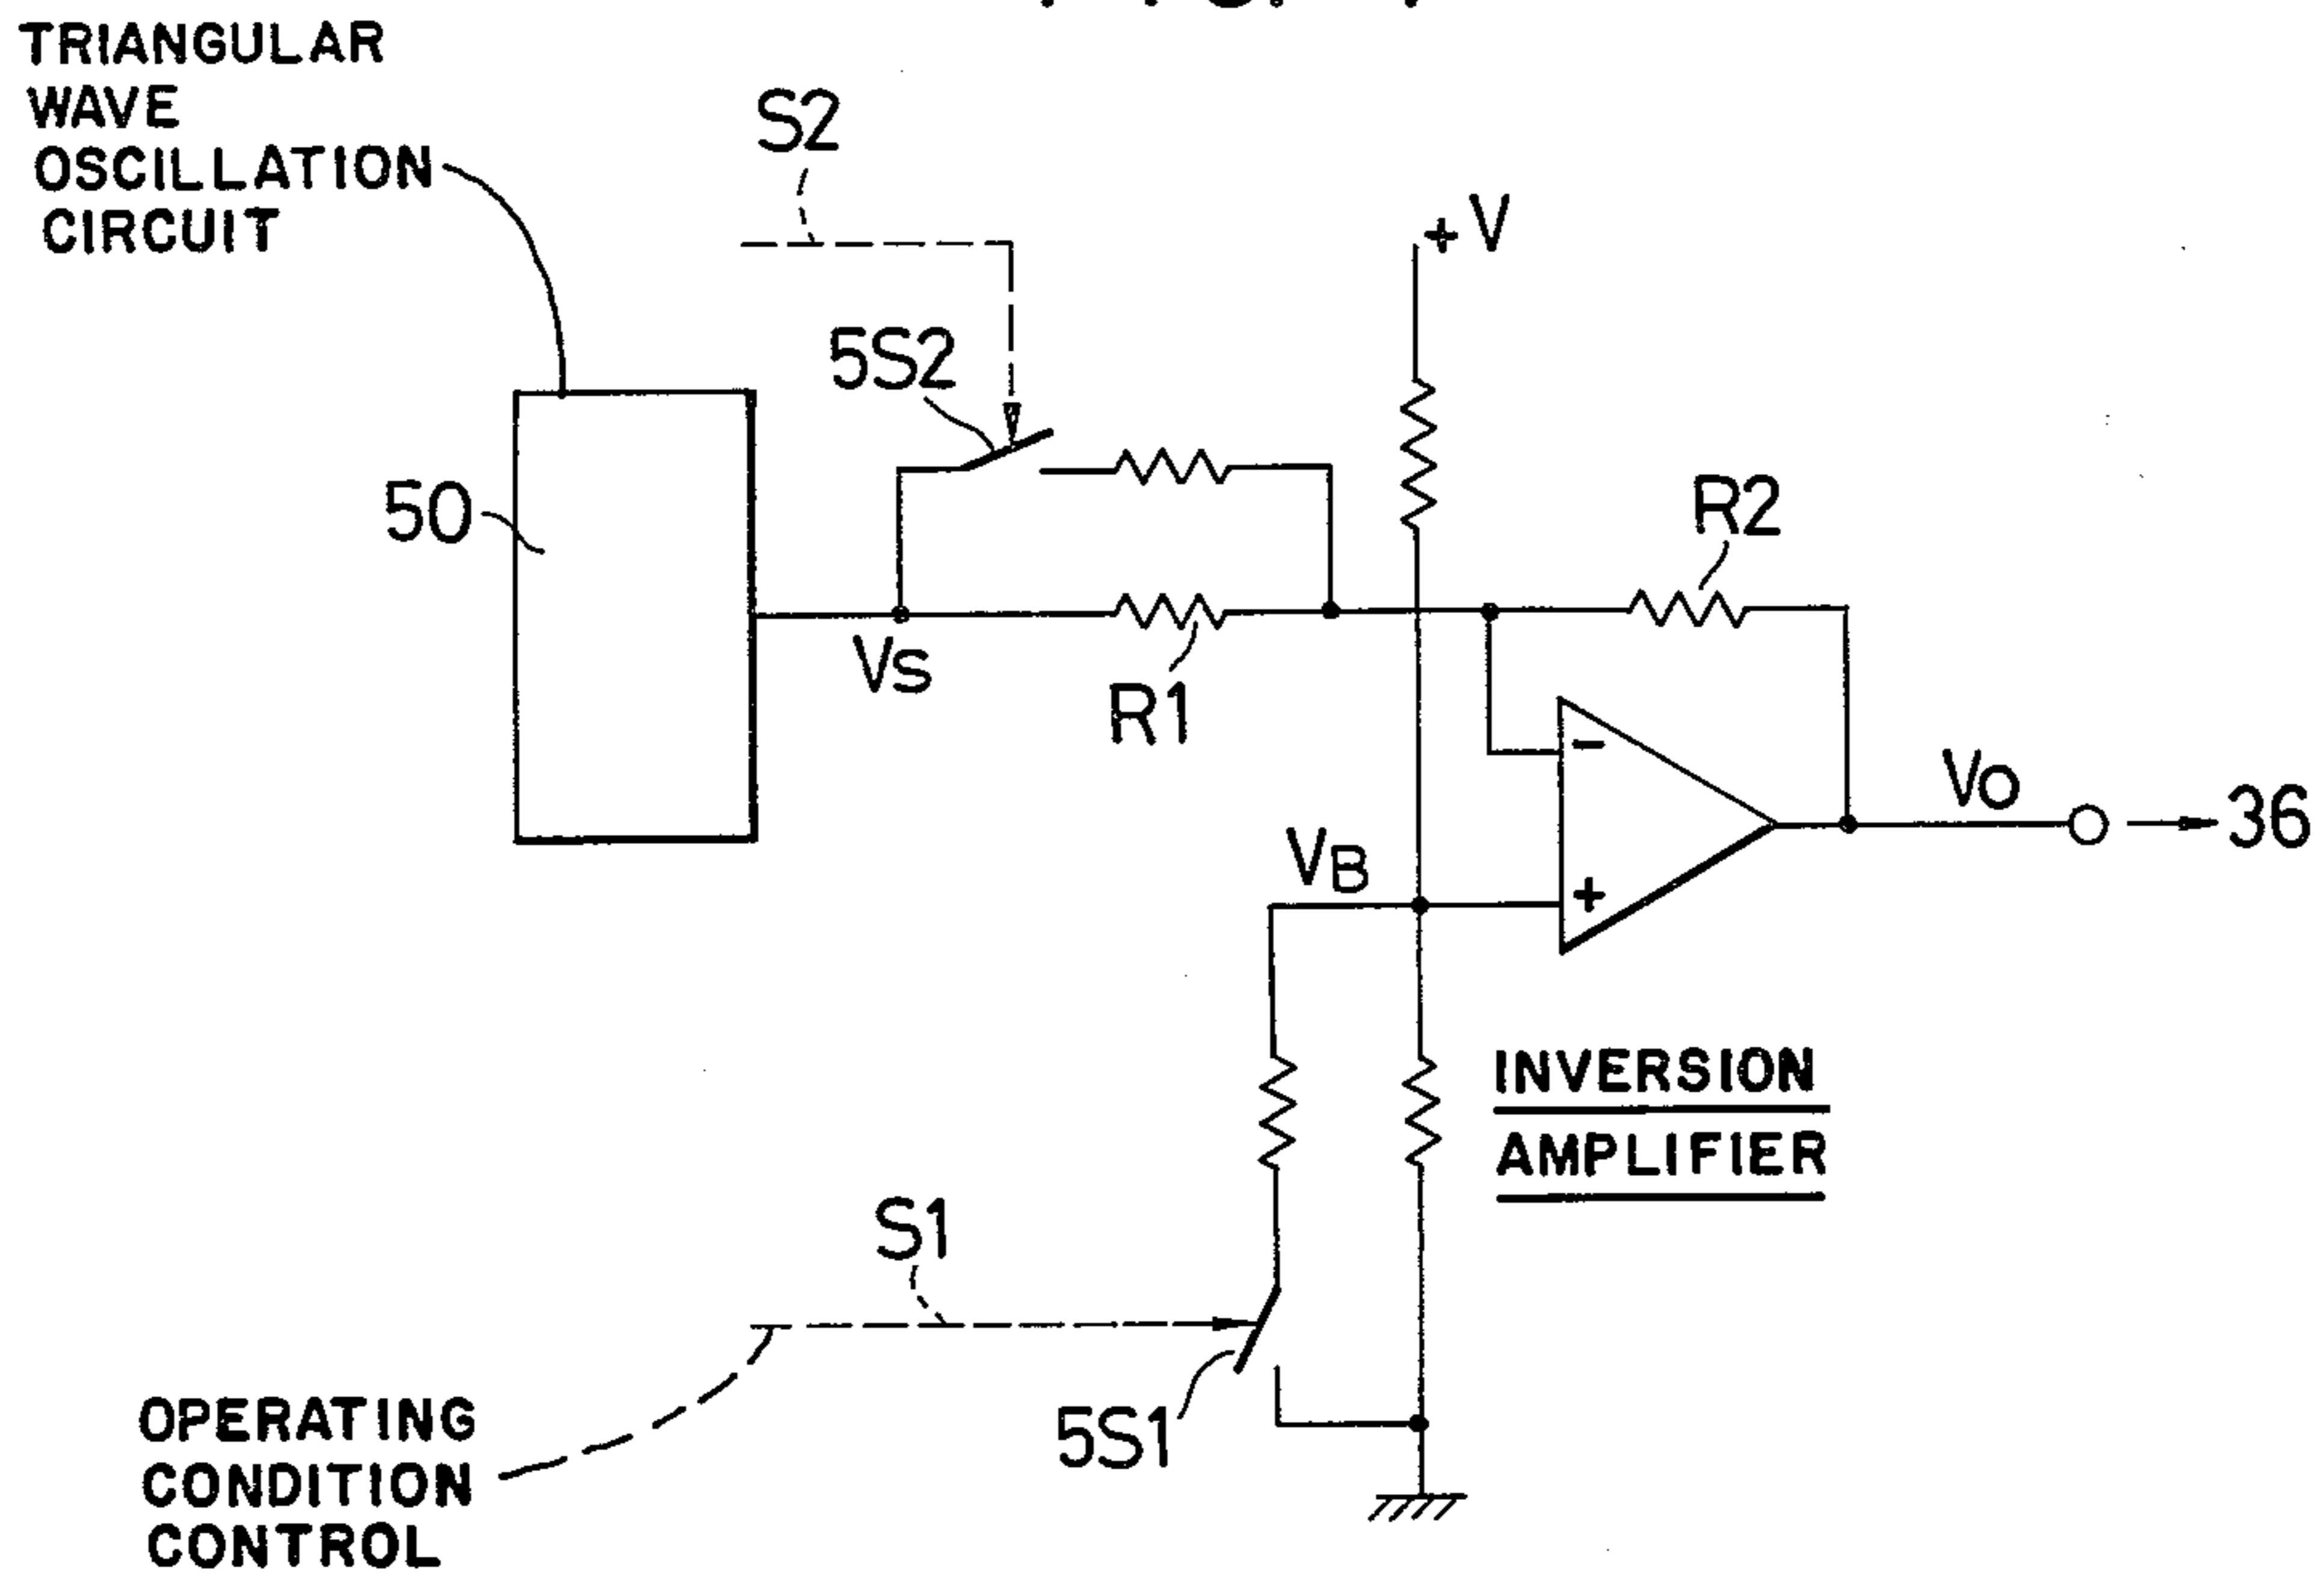 TRIANGULAR
WAVE
OSCILLATION
CIRCUIT
S2
+V
5S2
50
R2
VS
R1
-
VO
36
VB
+
INVERSION
AMPLIFIER
S1
5S1
OPERATING
CONDITION
CONTROL